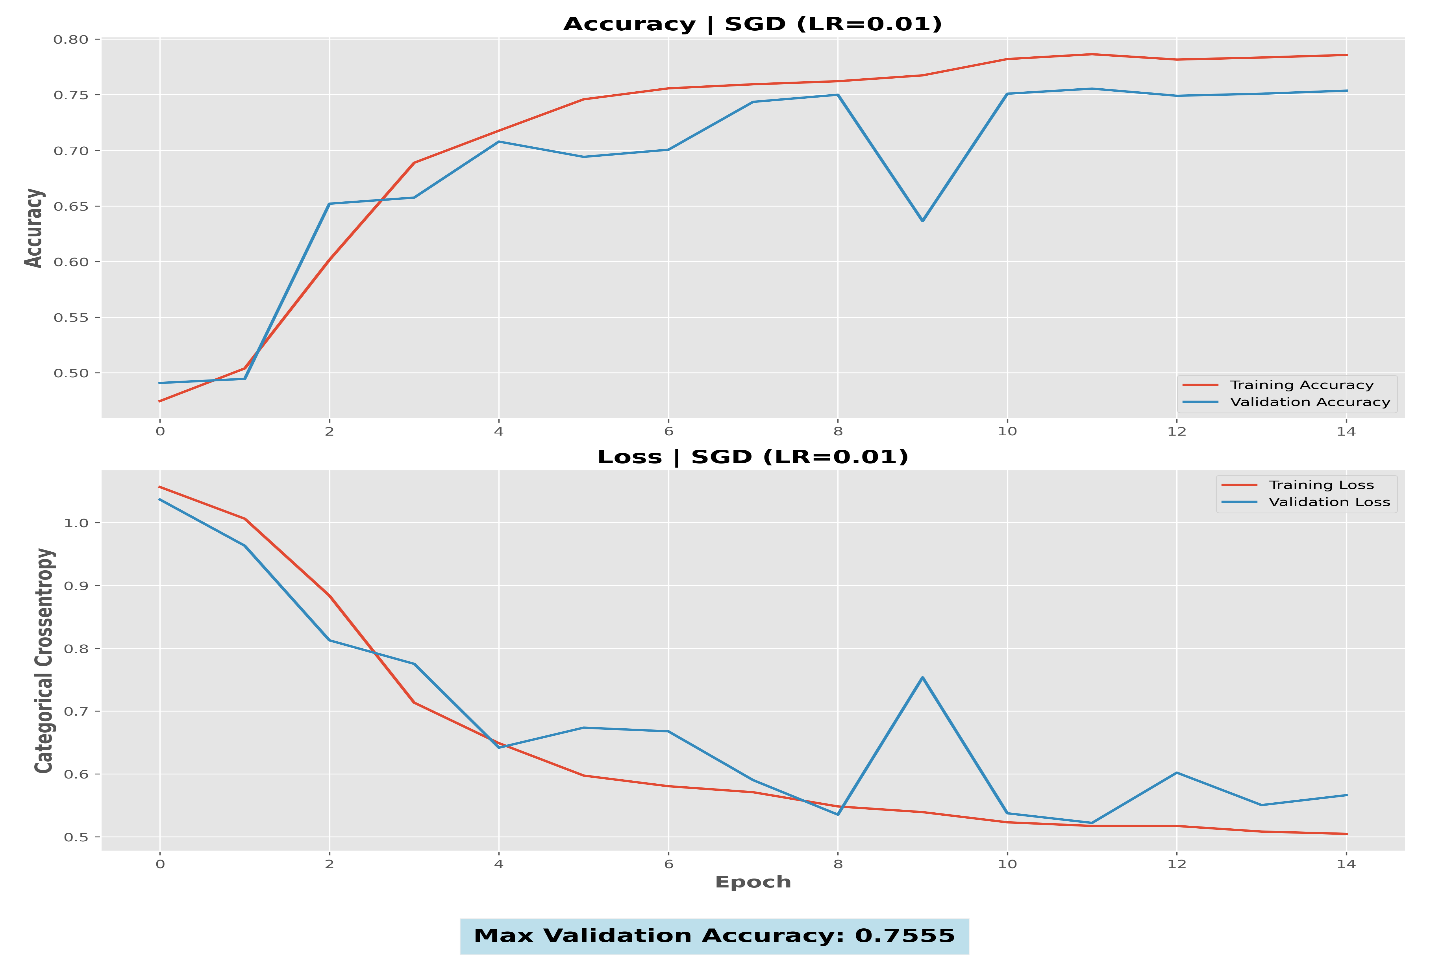 Accuracy | SGD (LR=0.01)
Accuracy
0.80
0.75
0.70
0.65
0.60
0.55
0.50
Training Accuracy
Validation Accuracy
0 2 4 6 8 10 12 14
Loss | SGD (LR=0.01)
Categorical Crossentropy
1.0
0.9
0.8
0.7
0.6
0.5
Training Loss
Validation Loss
0 2 4 6 8 10 12 14
Epoch
Max Validation Accuracy: 0.7555